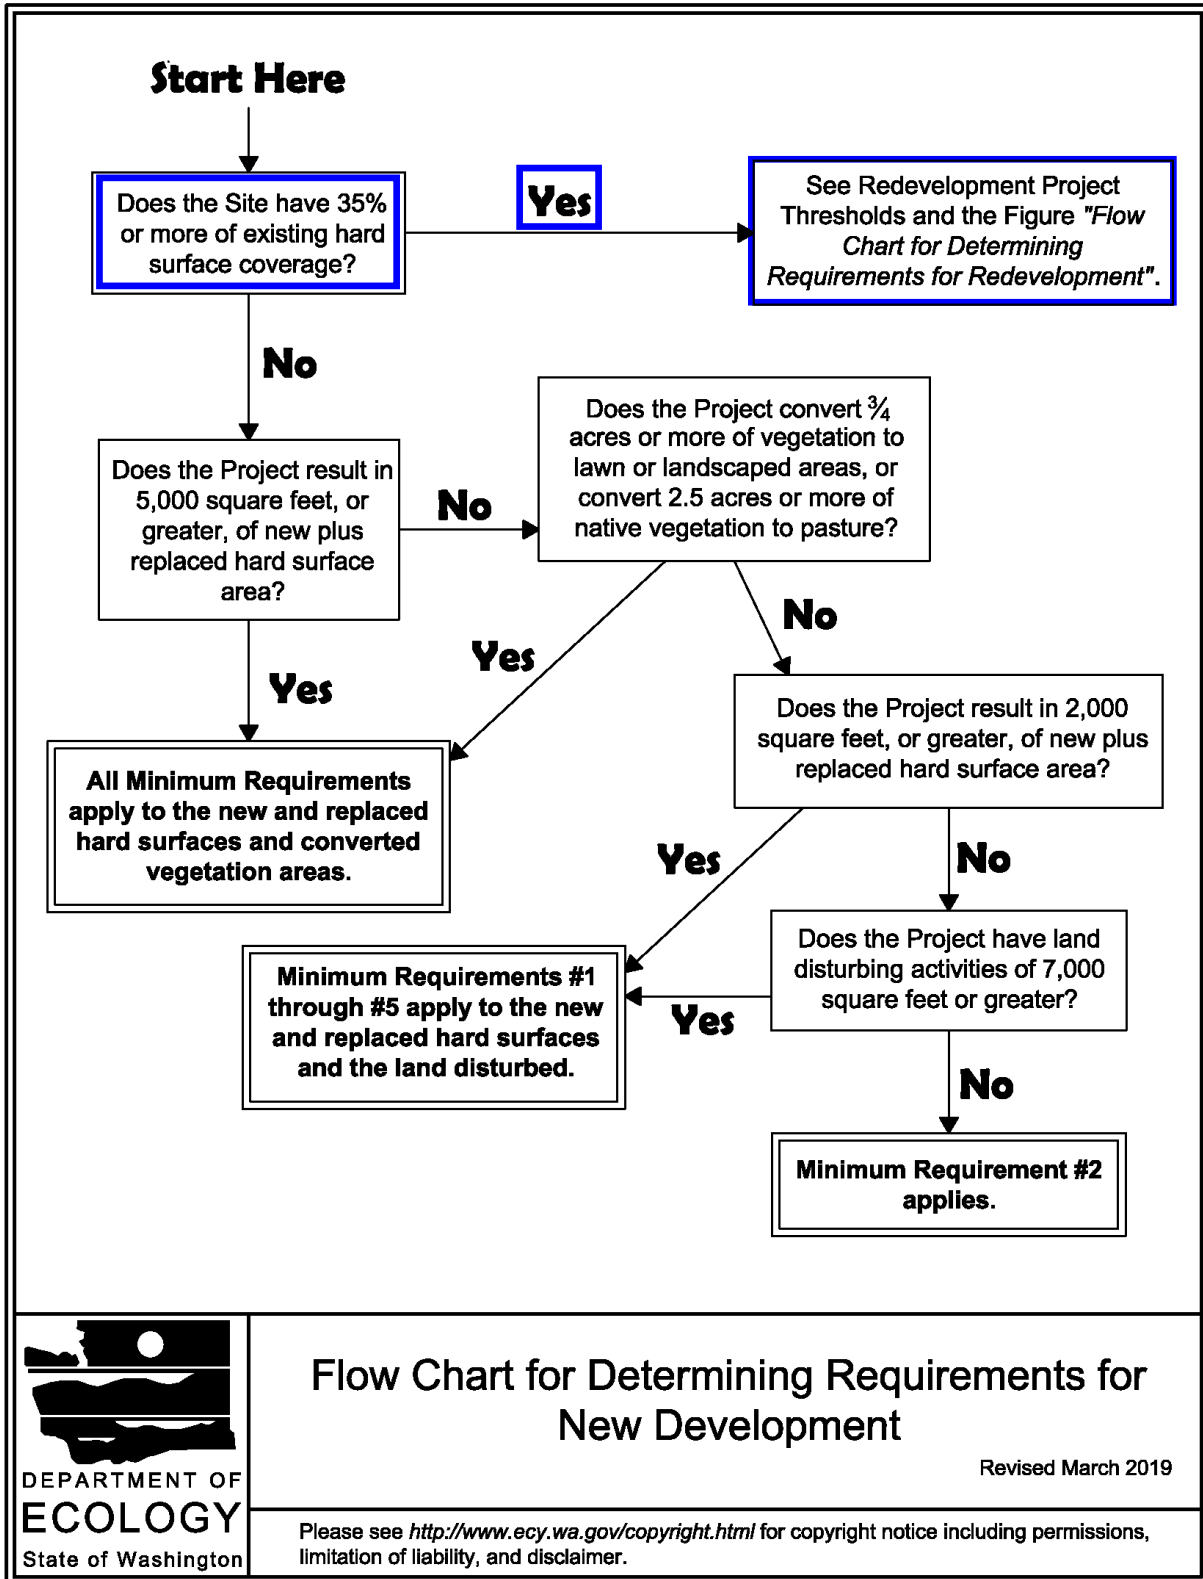 Start Here
Does the Site have 35%
or more of existing hard
surface coverage?
Yes
See Redevelopment Project
Thresholds and the Figure "Flow
Chart for Determining
Requirements for Redevelopment".
No
Does the Project result in
5,000 square feet, or
greater, of new plus
replaced hard surface
area?
No
Does the Project convert ¾
acres or more of vegetation to
lawn or landscaped areas, or
convert 2.5 acres or more of
native vegetation to pasture?
Yes
Yes
No
All Minimum Requirements
apply to the new and replaced
hard surfaces and converted
vegetation areas.
Does the Project result in 2,000
square feet, or greater, of new plus
replaced hard surface area?
Yes
No
Minimum Requirements #1
through #5 apply to the new
and replaced hard surfaces
and the land disturbed.
Yes
Does the Project have land
disturbing activities of 7,000
square feet or greater?
No
Minimum Requirement #2
applies.
DEPARTMENT OF
ECOLOGY
State of Washington
Flow Chart for Determining Requirements for
New Development
Revised March 2019
Please see http://www.ecy.wa.gov/copyright.html for copyright notice including permissions,
limitation of liability, and disclaimer.